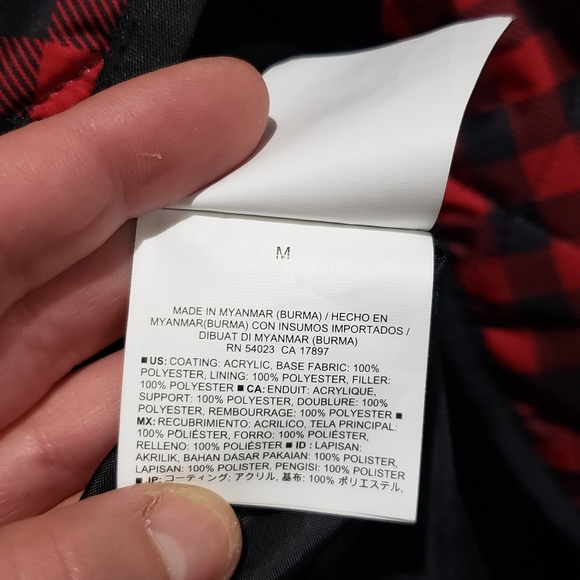 M
MADE IN MYANMAR (BURMA) / HECHO EN
MYANMAR(BURMA) CON INSUMOS IMPORTADOS /
DIBUAT DI MYANMAR (BURMA)
RN 54023 CA 17897
■ US: COATING: ACRYLIC, BASE FABRIC: 100%
POLYESTER, LINING: 100% POLYESTER, FILLER:
100% POLYESTER ■ CA: ENDUIT: ACRYLIQUE,
SUPPORT: 100% POLYESTER, DOUBLURE: 100%
POLYESTER, REMBOURRAGE: 100% POLYESTER ■
MX: RECUBRIMIENTO: ACRILICO, TELA PRINCIPAL:
100% POLIÉSTER, FORRO: 100% POLIÉSTER,
RELLENO: 100% POLIÉSTER ■ ID : LAPISAN:
AKRILIK, BAHAN DASAR PAKAIAN: 100% POLISTER,
LAPISAN: 100% POLISTER, PENGISI: 100% POLISTER
■ JP: コーティング: アクリル, 基布: 100% ポリエステル,